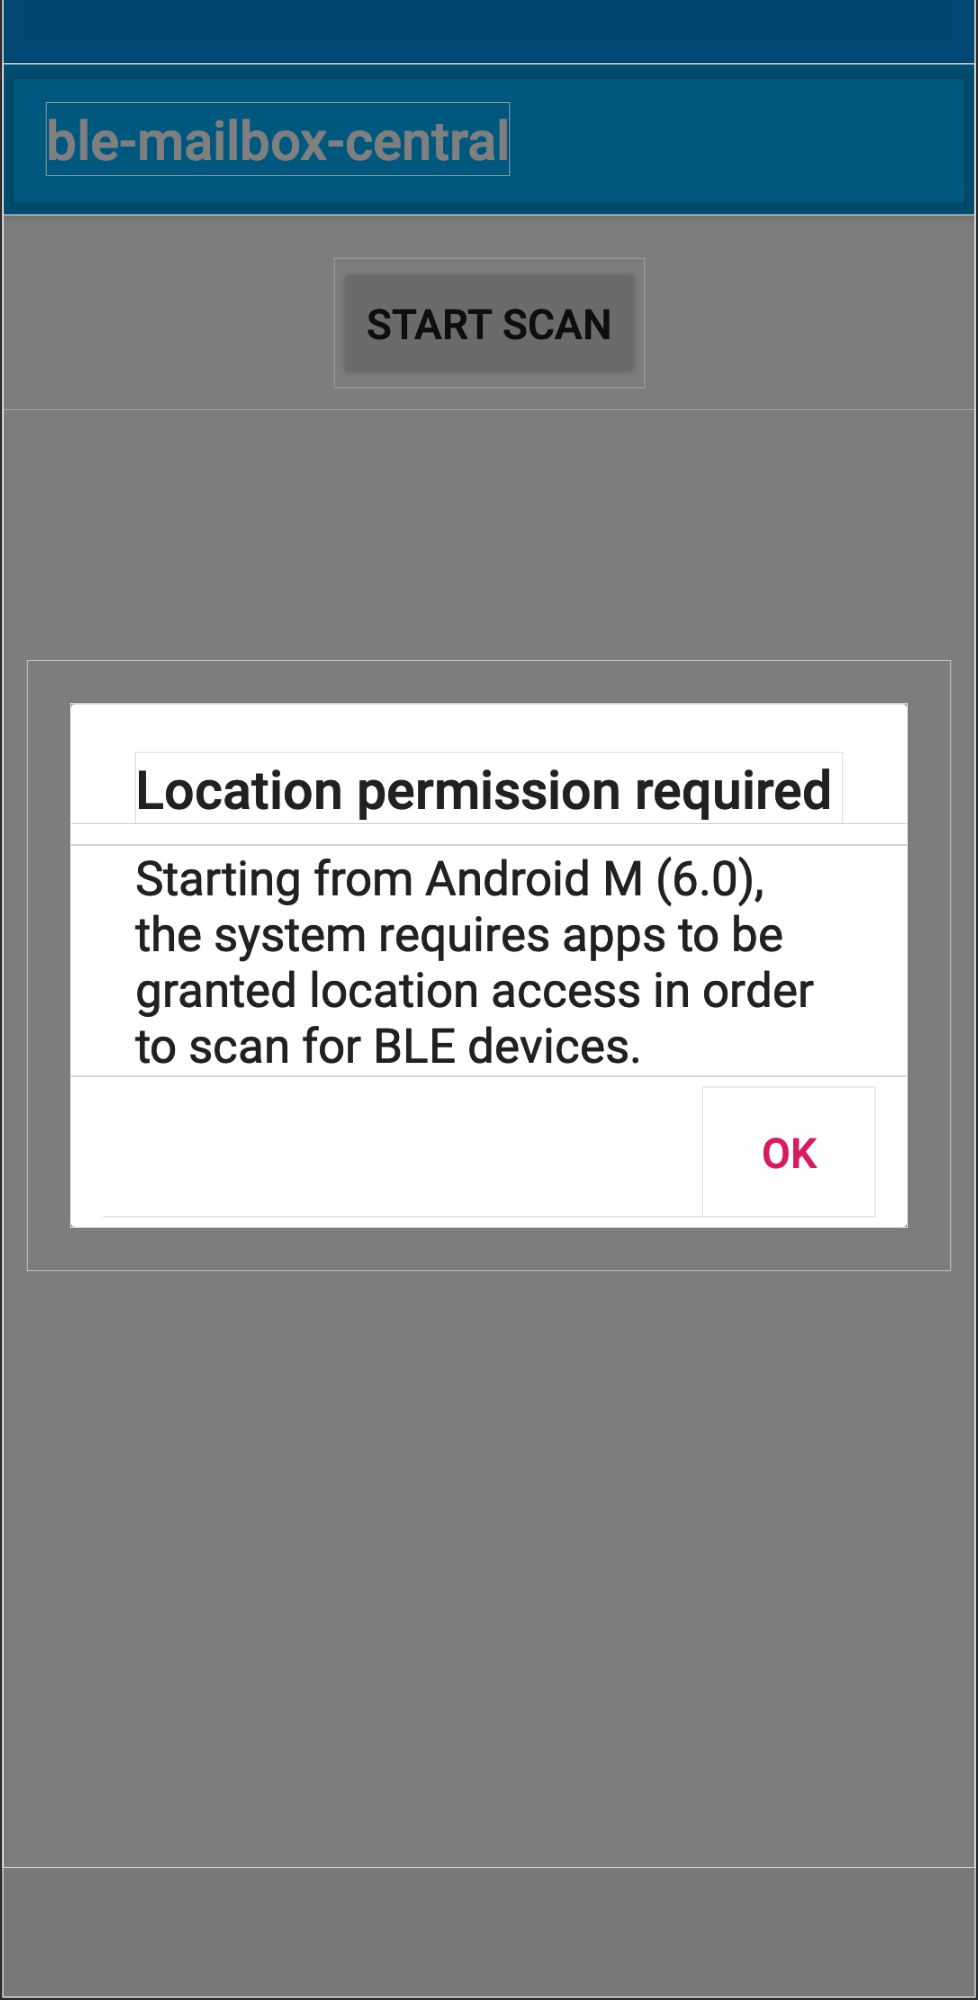 ble-mailbox-central
START SCAN
Location permission required
Starting from Android M (6.0),
the system requires apps to be
granted location access in order
to scan for BLE devices.
OK